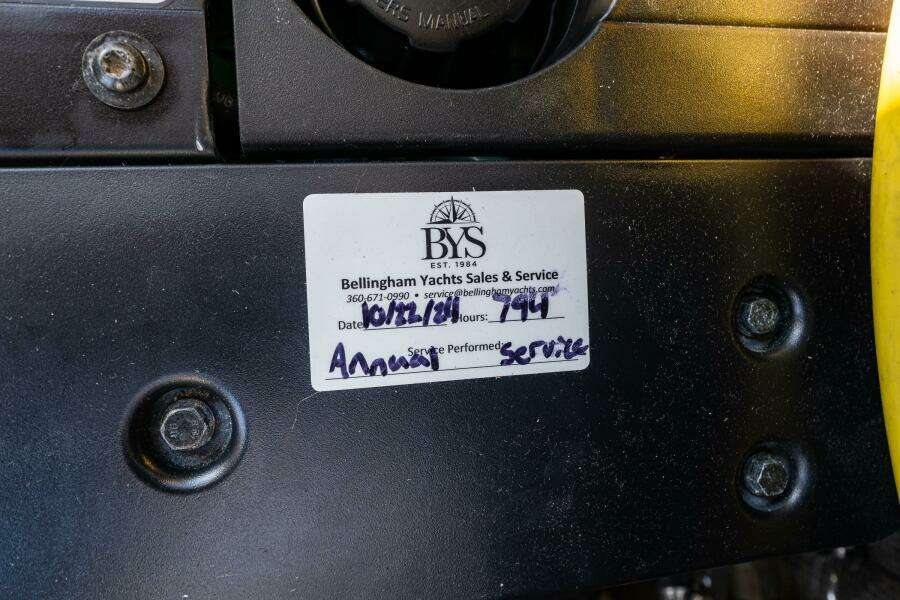 ERS MANUAL
BYS
EST. 1984
Bellingham Yachts Sales & Service
360-671-0990 • service@bellinghamyachts.com
Date 10/22/24 Hours: 794
Service Performed:
Annual Service